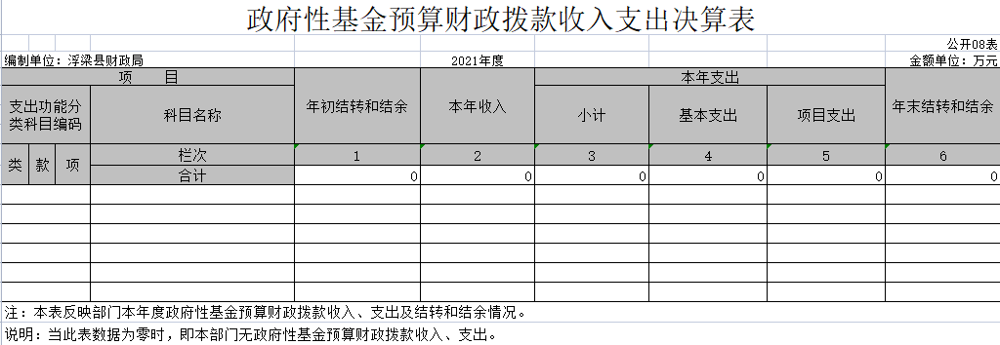 政府性基金预算财政拨款收入支出决算表
公开08表
编制单位：浮梁县财政局 2021年度 金额单位：万元
项 目 年初结转和结余 本年收入 本年支出 年末结转和结余
支出功能分类科目编码 科目名称 小计 基本支出 项目支出
类 款 项 栏次 1 2 3 4 5 6
合计 0 0 0 0 0 0
注：本表反映部门本年度政府性基金预算财政拨款收入、支出及结转和结余情况。
说明：当此表数据为零时，即本部门无政府性基金预算财政拨款收入、支出。